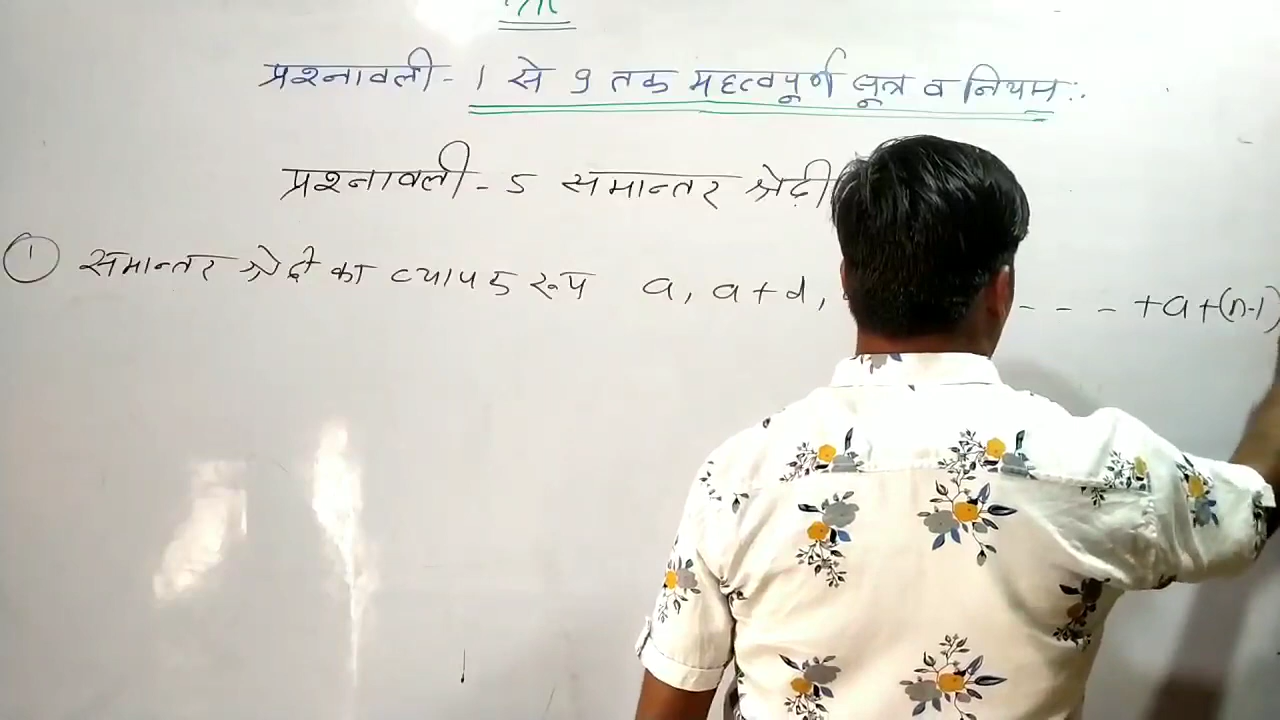 प्रश्नावली - 1 से 9 तक महत्वपूर्ण सूत्र व नियम :.
प्रश्नावली - 5 समान्तर श्रेढ़ी
① समान्तर श्रेढी का व्यापक रूप a, a+d, - - - +a+(n-1)